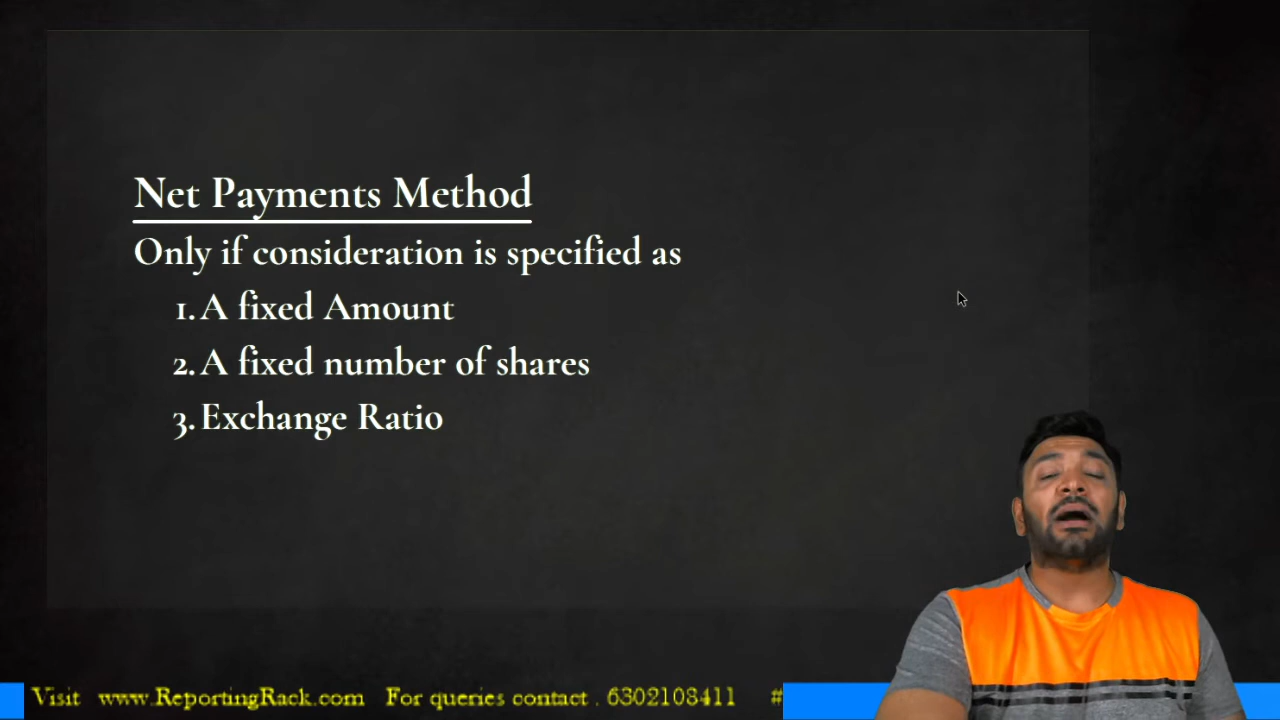 Net Payments Method
Only if consideration is specified as
1. A fixed Amount
2. A fixed number of shares
3. Exchange Ratio
Visit www.ReportingRack.com For queries contact . 6302108411 #